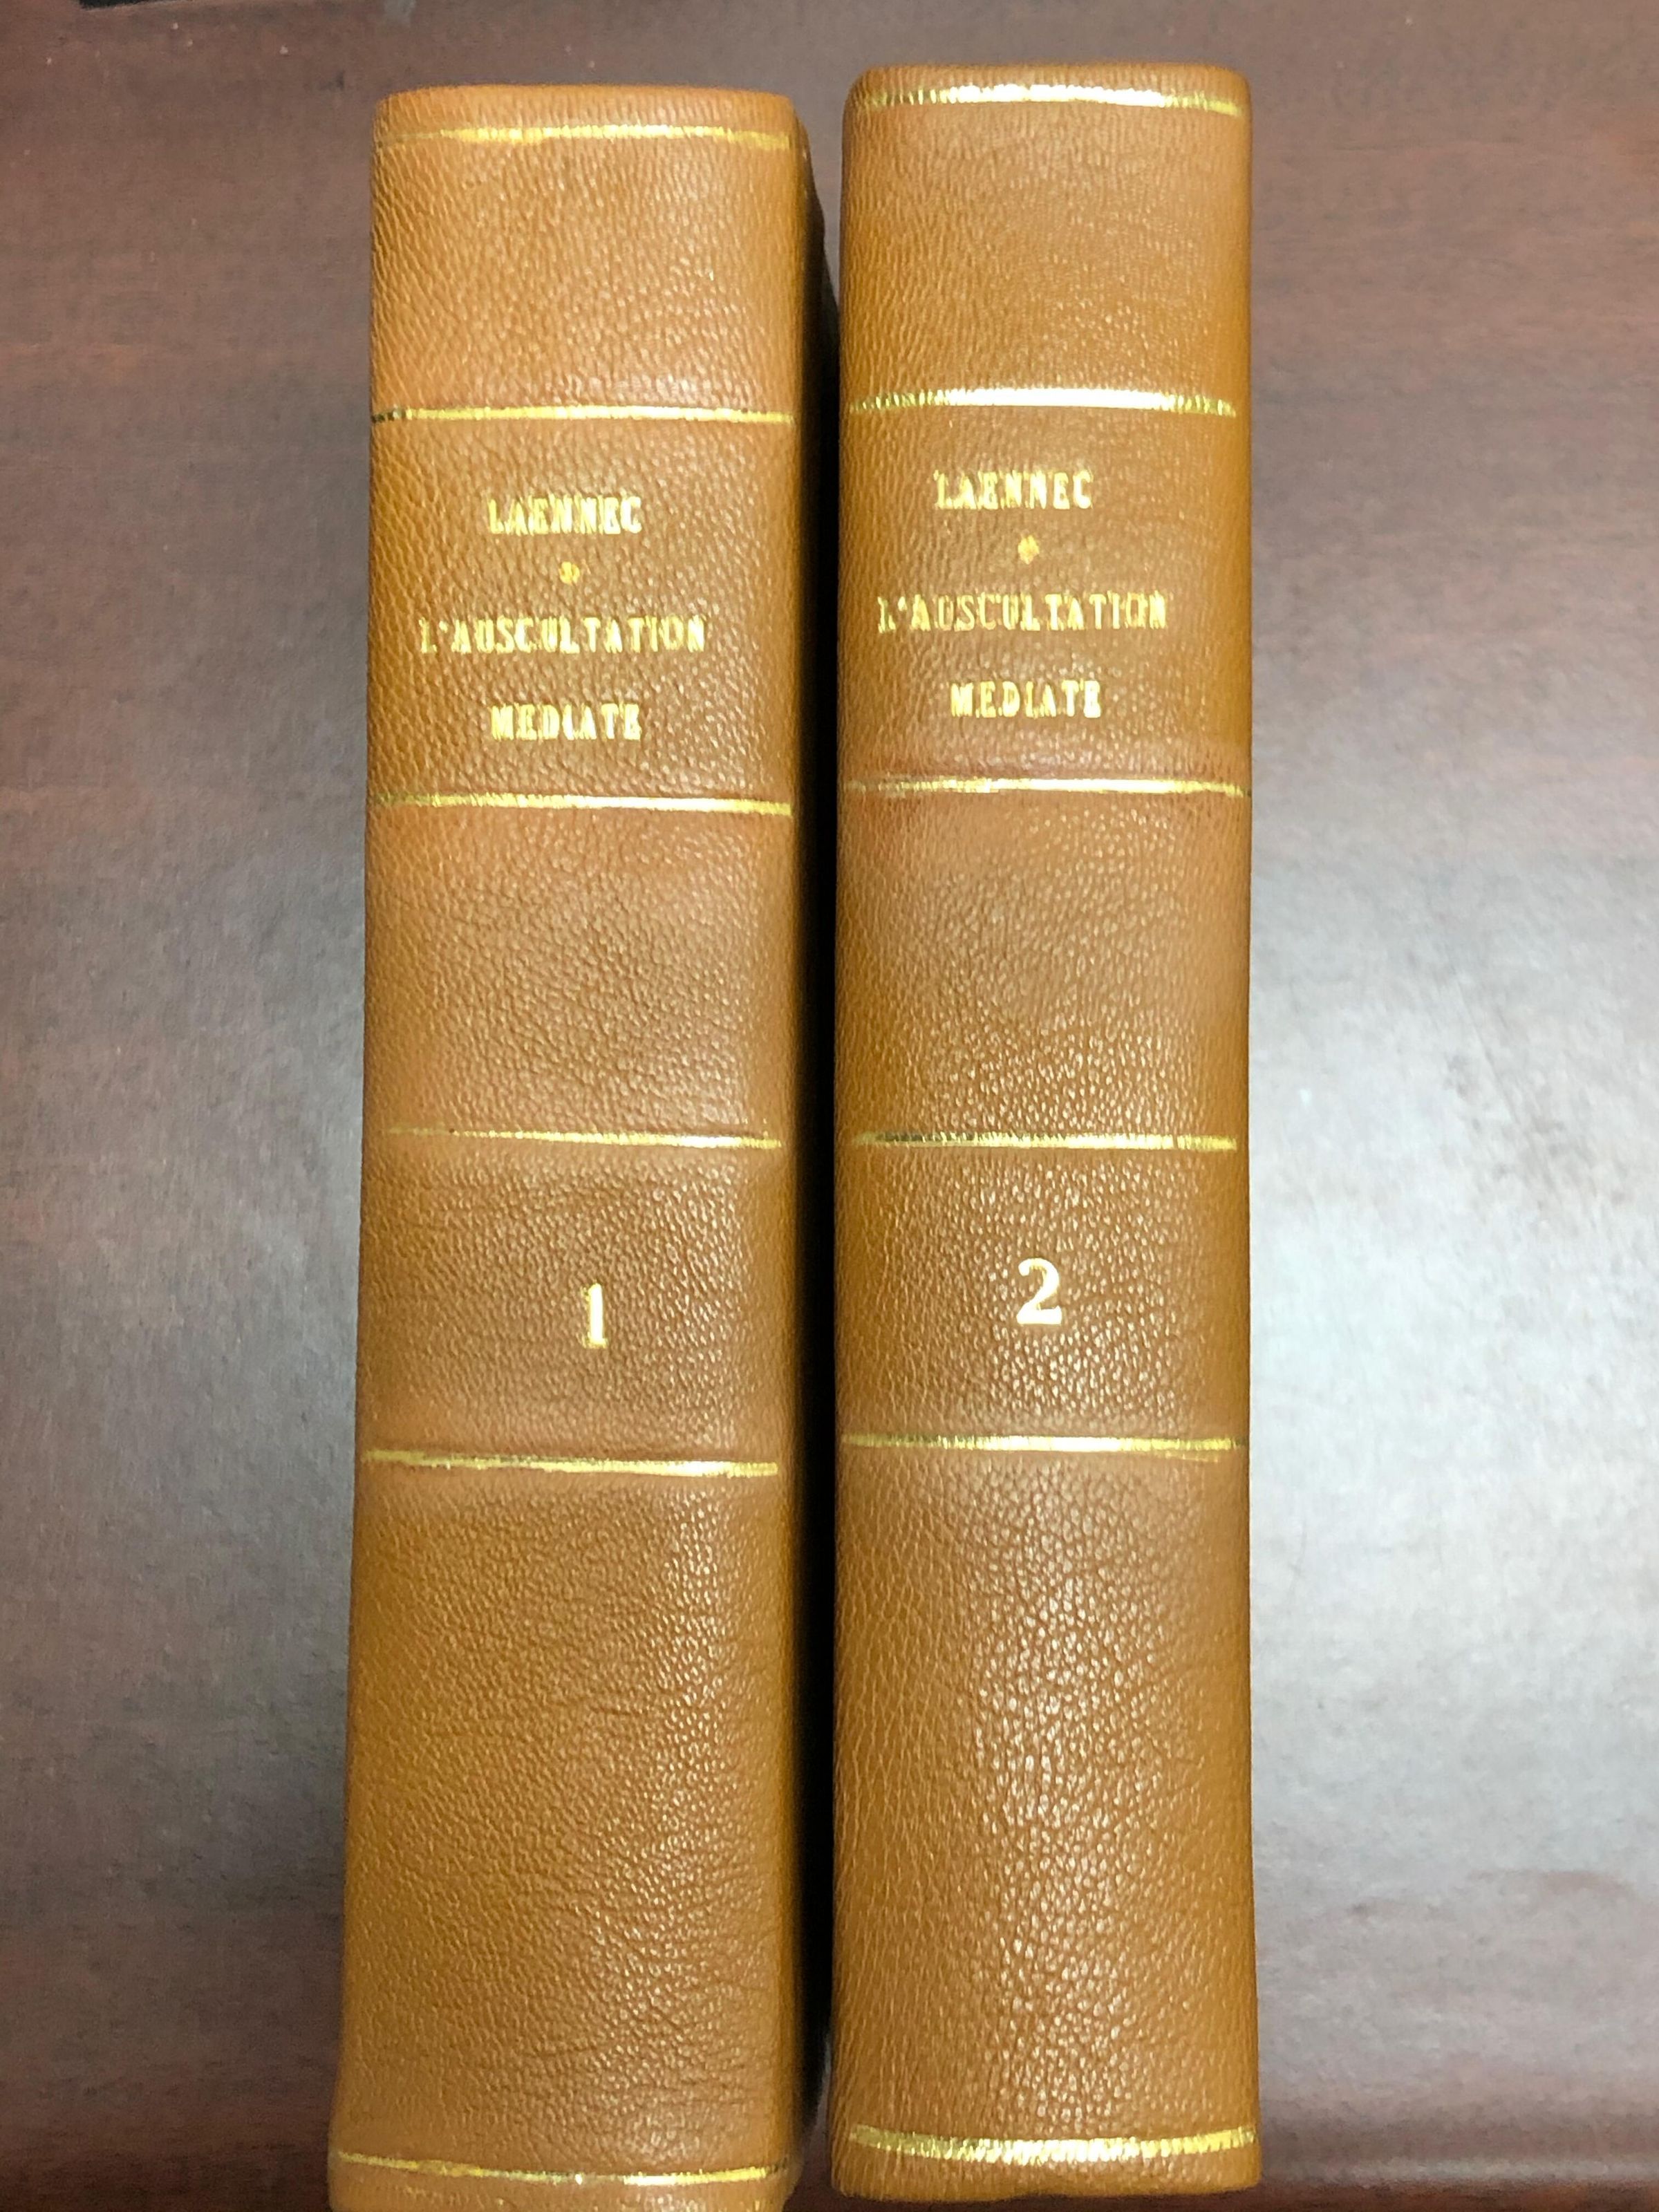 LAENNEC
L'AUSCULTATION
MEDIATE
1
LAENNEC
L'AUSCULTATION
MEDIATE
2